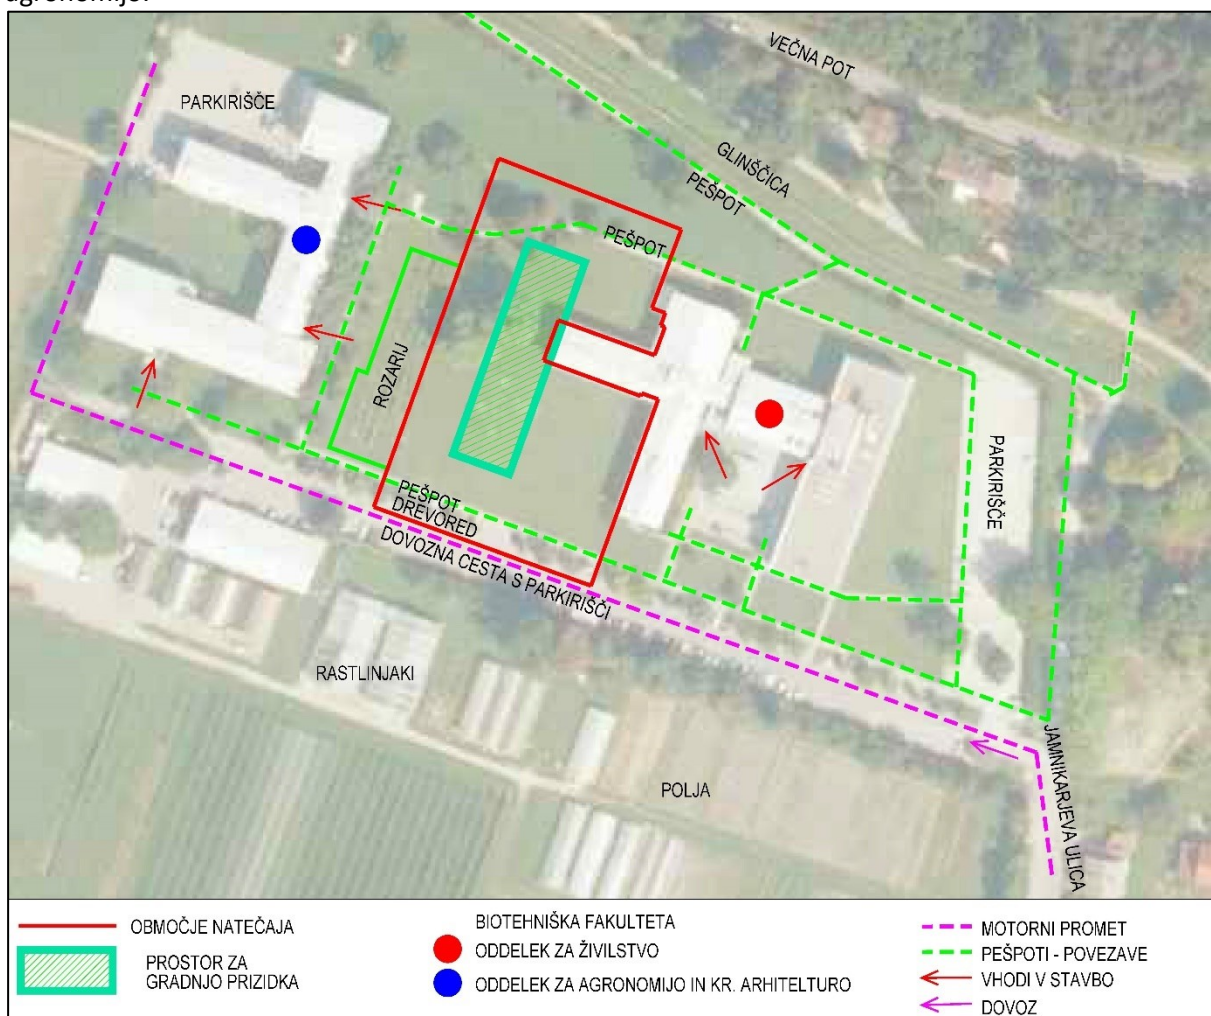 agronomijo.
VEČNA POT
PARKIRIŠČE
GLINŠČICA
PEŠPOT
PEŠPOT
ROZARIJ
PARKIRIŠČE
PEŠPOT
DREVORED
DOVOZNA CESTA S PARKIRIŠČI
RASTLINJAKI
POLJA
JAMNIKARJEVA ULICA
OBMOČJE NATEČAJA
PROSTOR ZA
GRADNJO PRIZIDKA
BIOTEHNIŠKA FAKULTETA
ODDELEK ZA ŽIVILSTVO
ODDELEK ZA AGRONOMIJO IN KR. ARHITELTURO
MOTORNI PROMET
PEŠPOTI - POVEZAVE
VHODI V STAVBO
DOVOZ